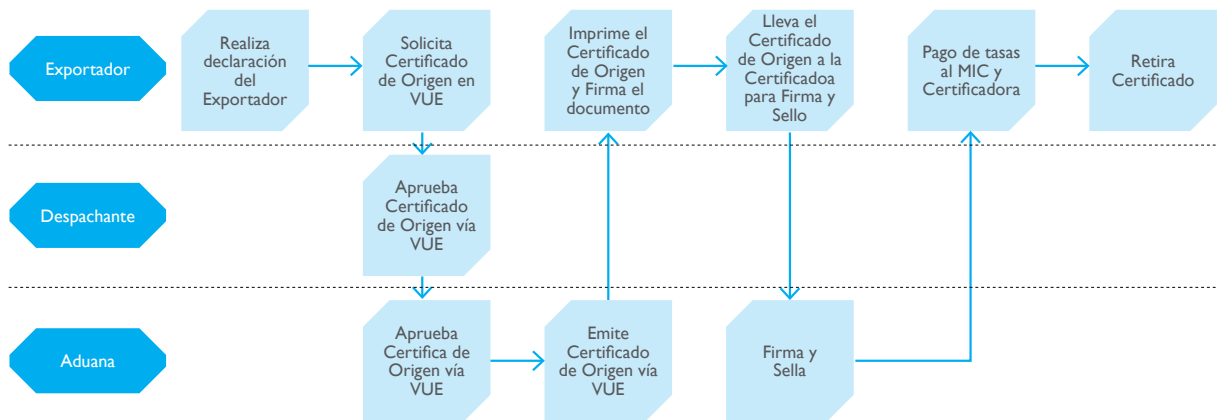 Exportador
Realiza
declaración
del
Exportador
Solicita
Certificado
de Origen en
VUE
Imprime el
Certificado
de Origen
y Firma el
documento
Lleva el
Certificado
de Origen a la
Certificadoa
para Firma y
Sello
Pago de tasas
al MIC y
Certificadora
Retira
Certificado
Despachante
Aprueba
Certificado
de Origen vía
VUE
Aduana
Aprueba
Certifica de
Origen vía
VUE
Emite
Certificado
de Origen vía
VUE
Firma y
Sella